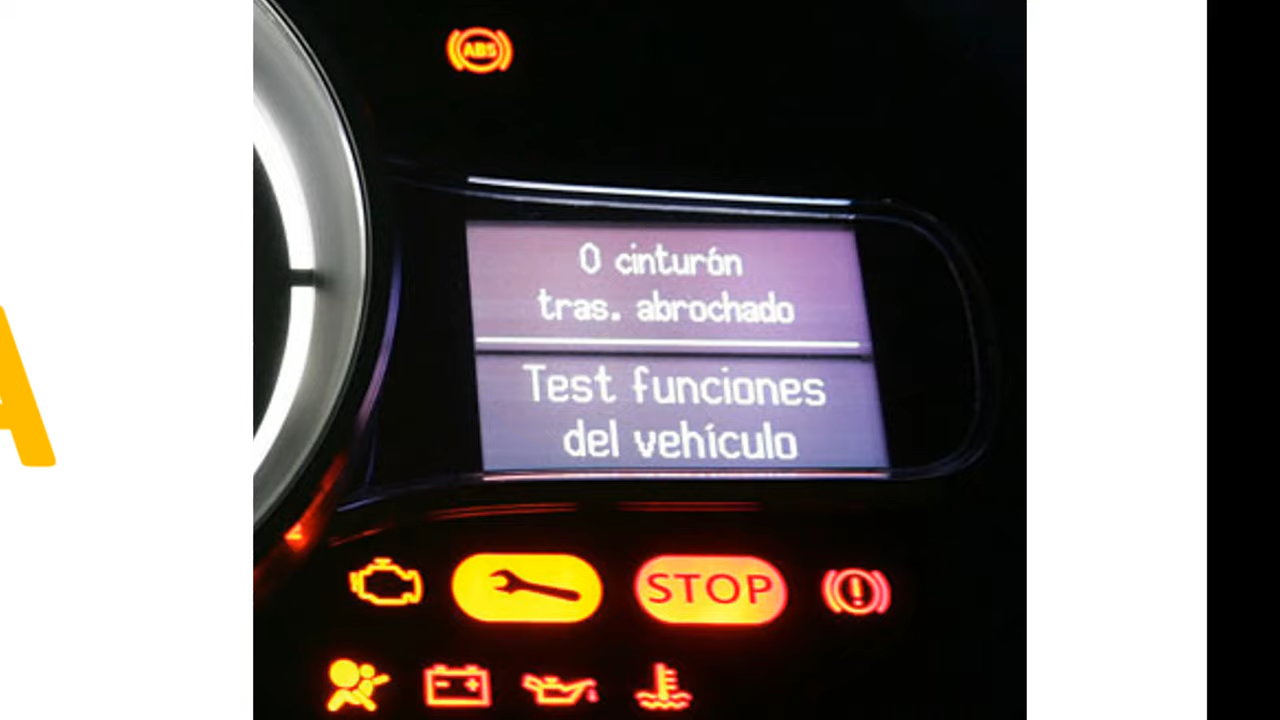 ABS
0 cinturón
tras. abrochado
Test funciones
del vehículo
STOP
A